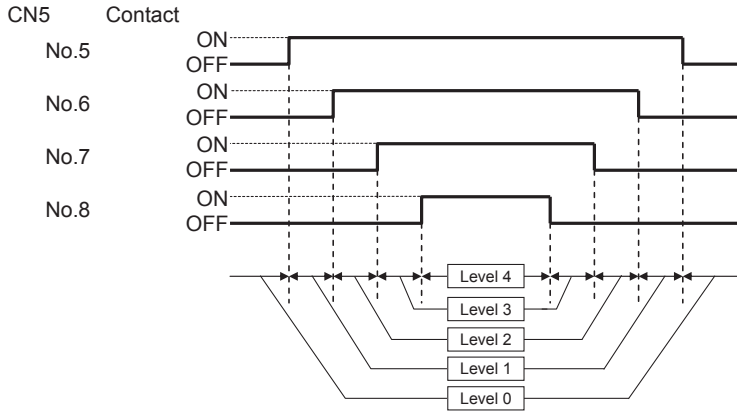 CN5 Contact
No.5 ON
OFF
No.6 ON
OFF
No.7 ON
OFF
No.8 ON
OFF
Level 4
Level 3
Level 2
Level 1
Level 0